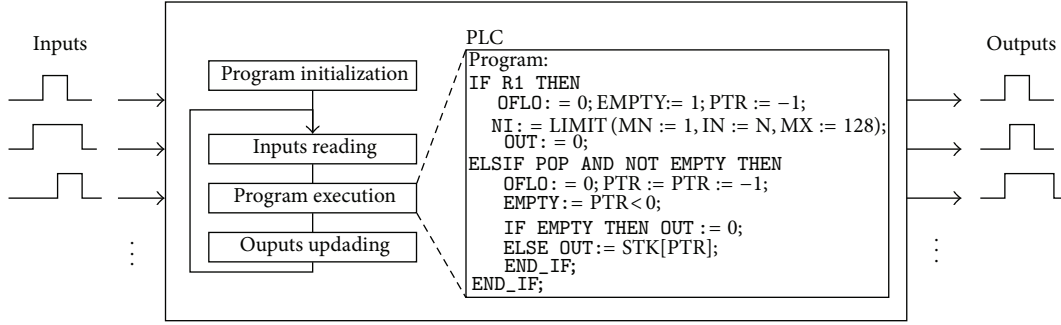 Inputs
Program initialization
Inputs reading
Program execution
Ouputs updading
PLC
Program:
IF R1 THEN
OFLO: = 0; EMPTY:= 1; PTR := −1;
NI: = LIMIT (MN := 1, IN := N, MX := 128);
OUT: = 0;
ELSIF POP AND NOT EMPTY THEN
OFLO: = 0; PTR := PTR := −1;
EMPTY:= PTR<0;
IF EMPTY THEN OUT := 0;
ELSE OUT:= STK[PTR];
END_IF;
END_IF;
Outputs